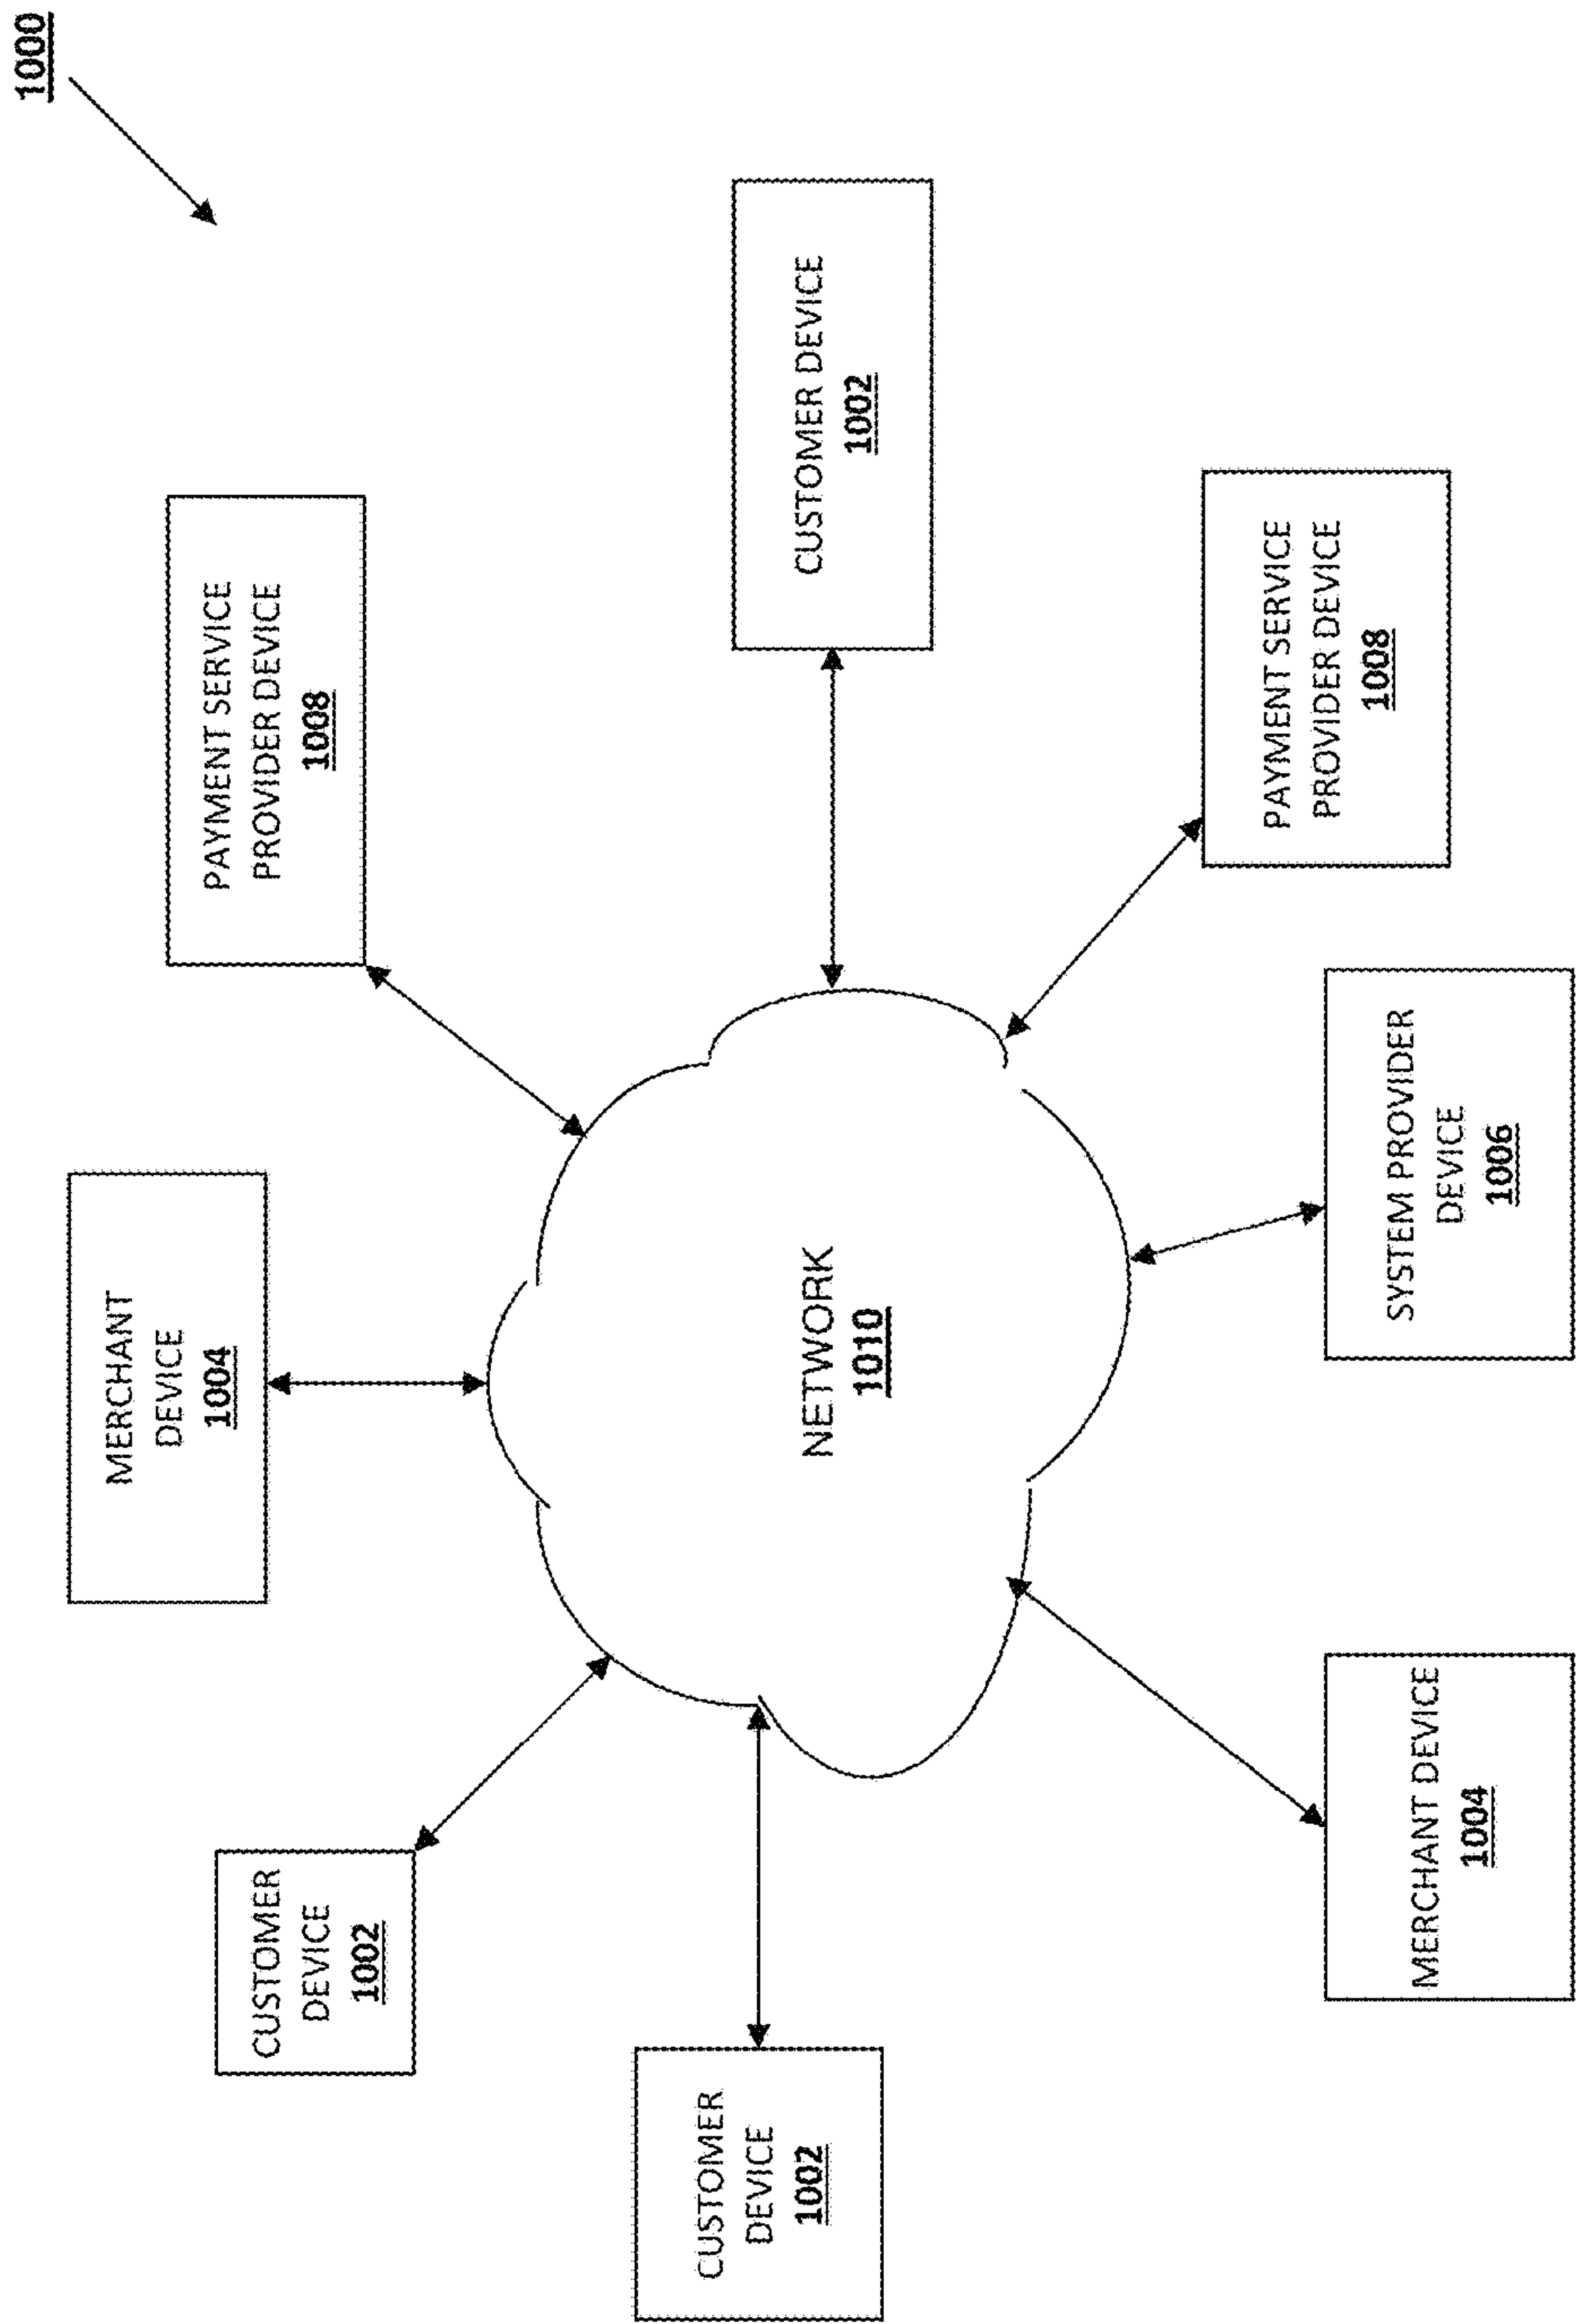 1000
CUSTOMER
DEVICE
1002
MERCHANT
DEVICE
1004
PAYMENT SERVICE
PROVIDER DEVICE
1008
CUSTOMER
DEVICE
1002
NETWORK
1010
CUSTOMER DEVICE
1002
MERCHANT DEVICE
1004
SYSTEM PROVIDER
DEVICE
1006
PAYMENT SERVICE
PROVIDER DEVICE
1008